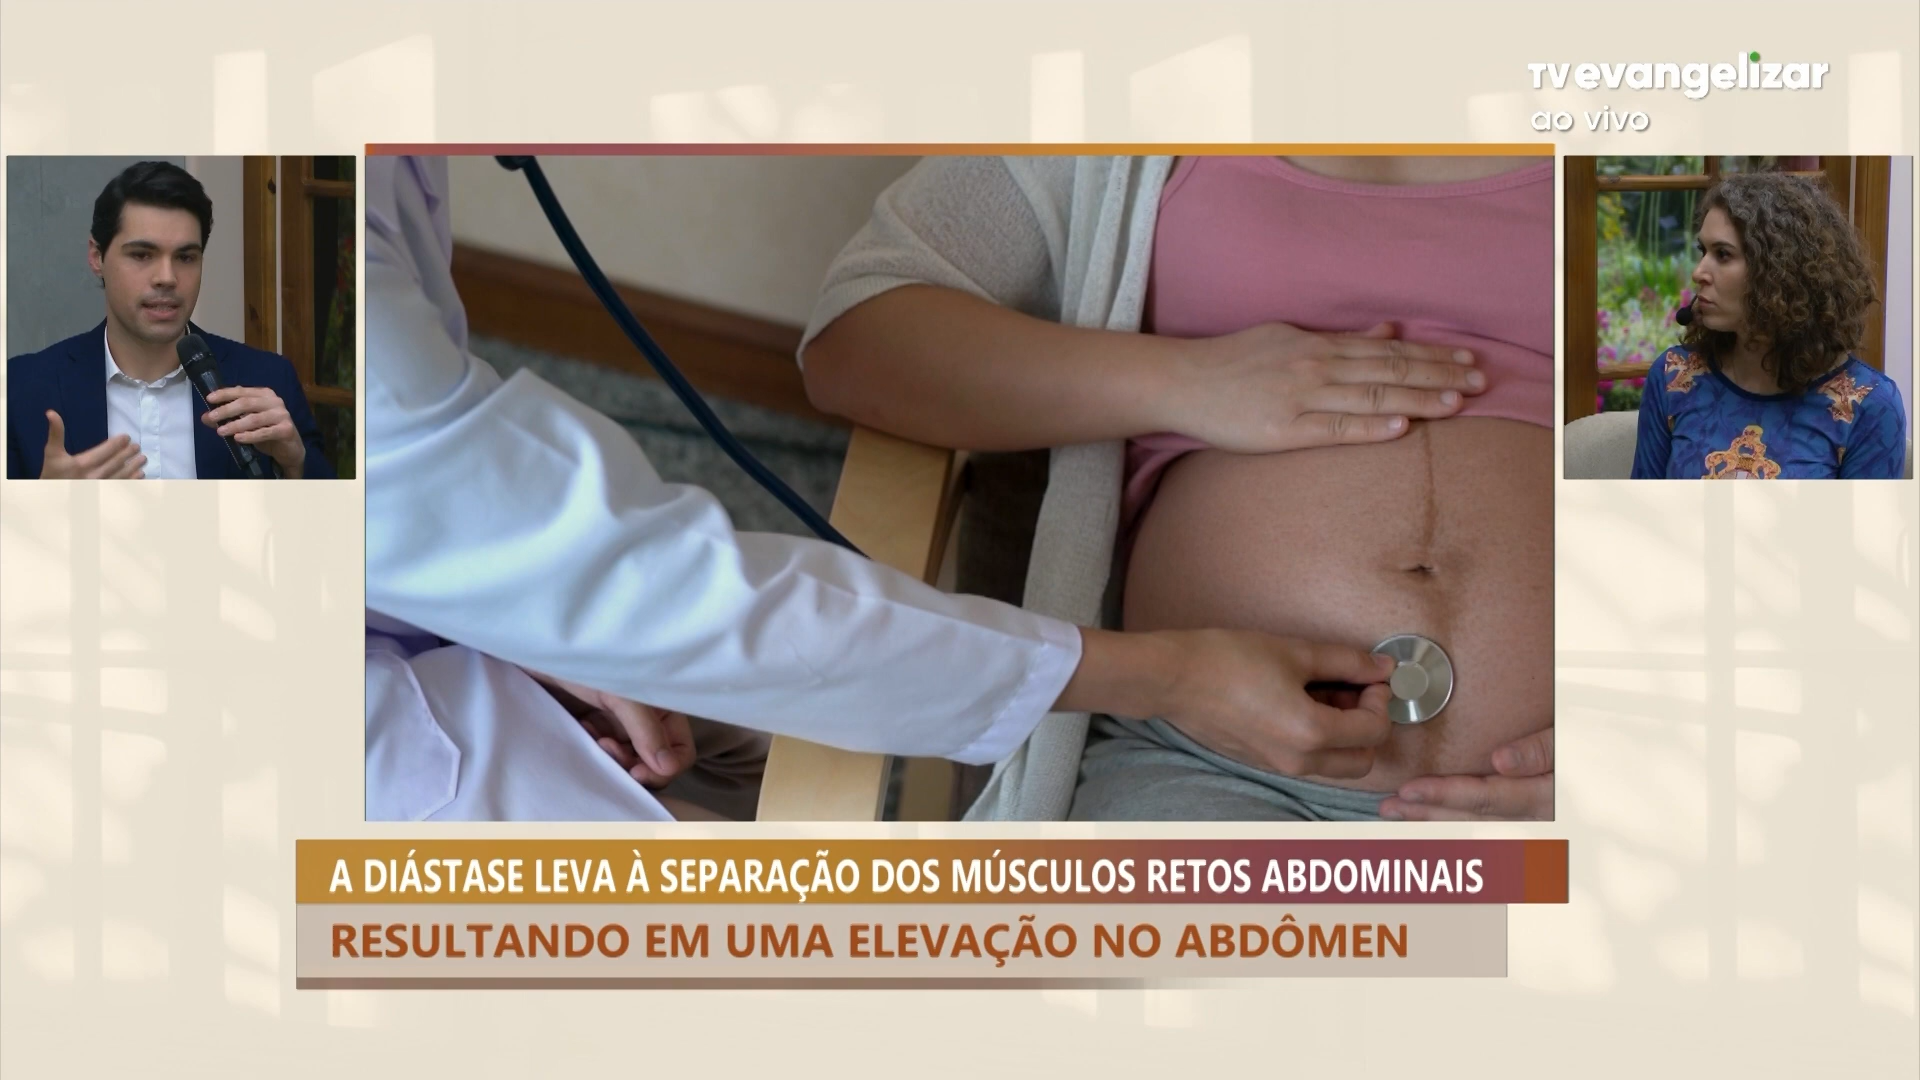 TVevangelizar
ao vivo
A DIÁSTASE LEVA À SEPARAÇÃO DOS MÚSCULOS RETOS ABDOMINAIS
RESULTANDO EM UMA ELEVAÇÃO NO ABDÔMEN